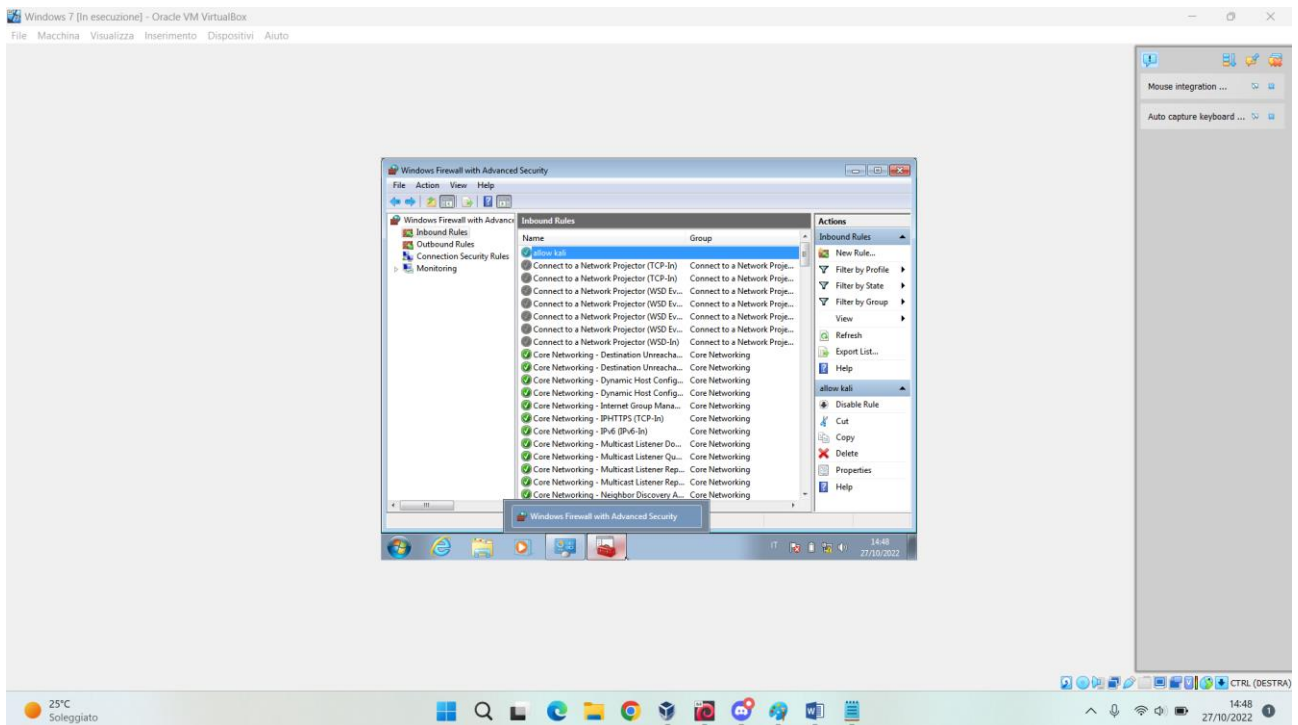 Windows 7 [In esecuzione] - Oracle VM VirtualBox
File Macchina Visualizza Inserimento Dispositivi Aiuto
Mouse integration ...
Auto capture keyboard ...
Windows Firewall with Advanced Security
File Action View Help
Windows Firewall with Advance
Inbound Rules
Outbound Rules
Connection Security Rules
Monitoring
Inbound Rules
Name Group
allow kali
Connect to a Network Projector (TCP-In) Connect to a Network Proje...
Connect to a Network Projector (TCP-In) Connect to a Network Proje...
Connect to a Network Projector (WSD Ev... Connect to a Network Proje...
Connect to a Network Projector (WSD Ev... Connect to a Network Proje...
Connect to a Network Projector (WSD Ev... Connect to a Network Proje...
Connect to a Network Projector (WSD Ev... Connect to a Network Proje...
Connect to a Network Projector (WSD-In) Connect to a Network Proje...
Core Networking - Destination Unreacha... Core Networking
Core Networking - Destination Unreacha... Core Networking
Core Networking - Dynamic Host Config... Core Networking
Core Networking - Dynamic Host Config... Core Networking
Core Networking - Internet Group Mana... Core Networking
Core Networking - IPHTTPS (TCP-In) Core Networking
Core Networking - IPv6 (IPv6-In) Core Networking
Core Networking - Multicast Listener Do... Core Networking
Core Networking - Multicast Listener Qu... Core Networking
Core Networking - Multicast Listener Rep... Core Networking
Core Networking - Multicast Listener Rep... Core Networking
Core Networking - Neighbor Discovery A... Core Networking
Actions
Inbound Rules
New Rule...
Filter by Profile
Filter by State
Filter by Group
View
Refresh
Export List...
Help
allow kali
Disable Rule
Cut
Copy
Delete
Properties
Help
Windows Firewall with Advanced Security
IT
14:48
27/10/2022
CTRL (DESTRA)
25°C
Soleggiato
14:48
27/10/2022
1